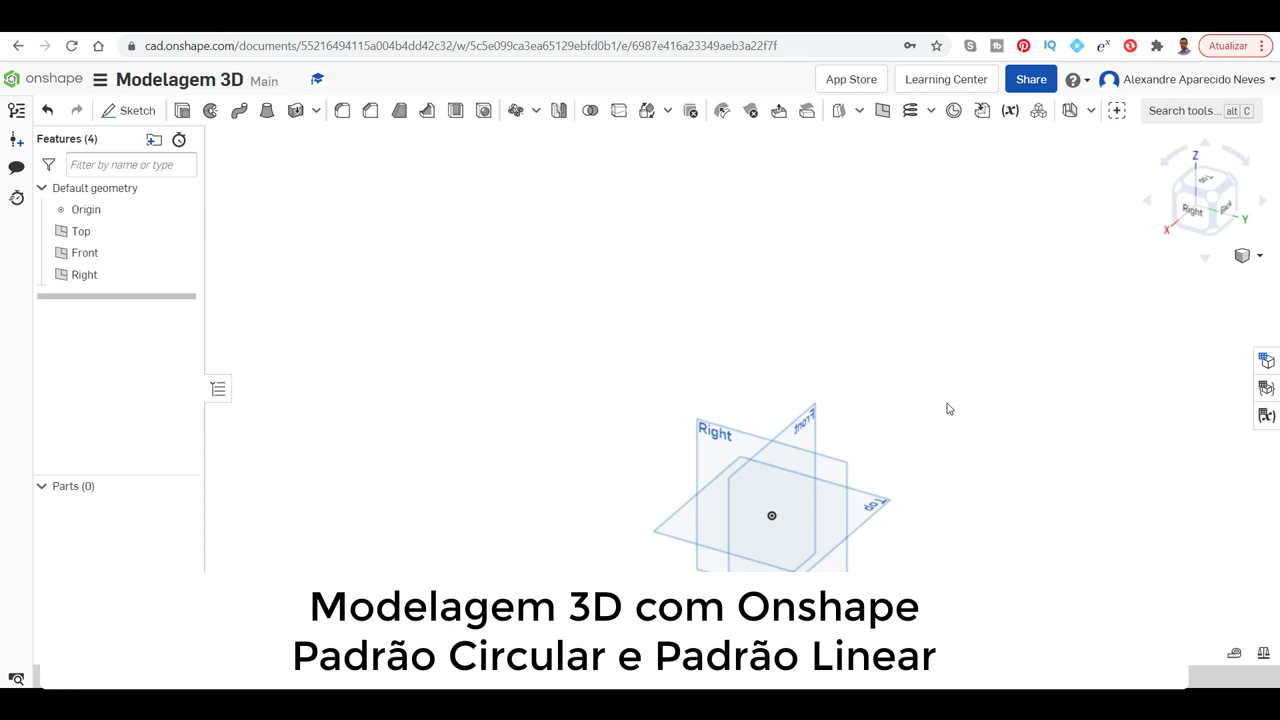 cad.onshape.com/documents/55216494115a004b4dd42c32/w/5c5e099ca3ea65129ebfd0b1/e/6987e416a23349aeb3a22f7f
Atualizar
onshape
Modelagem 3D Main
App Store
Learning Center
Share
Alexandre Aparecido Neves
Sketch
Search tools... alt C
Features (4)
Filter by name or type
Default geometry
Origin
Top
Front
Right
Parts (0)
Z
Top
Right
Back
X
Y
Right
Front
Top
Modelagem 3D com Onshape
Padrão Circular e Padrão Linear